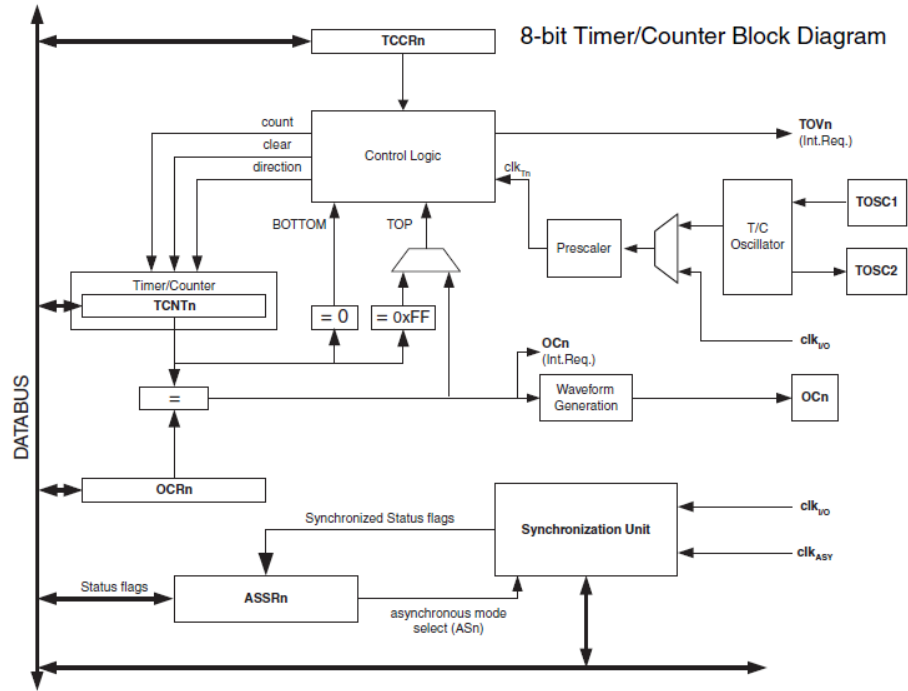 8-bit Timer/Counter Block Diagram
TCCRn
count
clear
direction
Control Logic
TOVn
(Int.Req.)
clkTn
BOTTOM
TOP
Prescaler
T/C
Oscillator
TOSC1
TOSC2
Timer/Counter
TCNTn
= 0
= 0xFF
clkI/O
OCn
(Int.Req.)
=
Waveform
Generation
OCn
DATABUS
OCRn
Synchronized Status flags
Synchronization Unit
clkI/O
clkASY
Status flags
ASSRn
asynchronous mode
select (ASn)